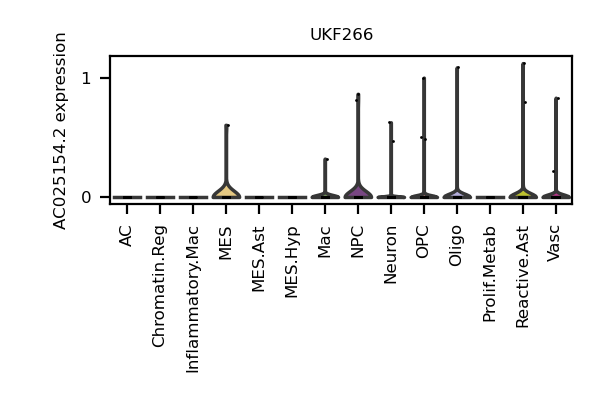 UKF266
AC025154.2 expression
1
0
AC
Chromatin.Reg
Inflammatory.Mac
MES
MES.Ast
MES.Hyp
Mac
NPC
Neuron
OPC
Oligo
Prolif.Metab
Reactive.Ast
Vasc